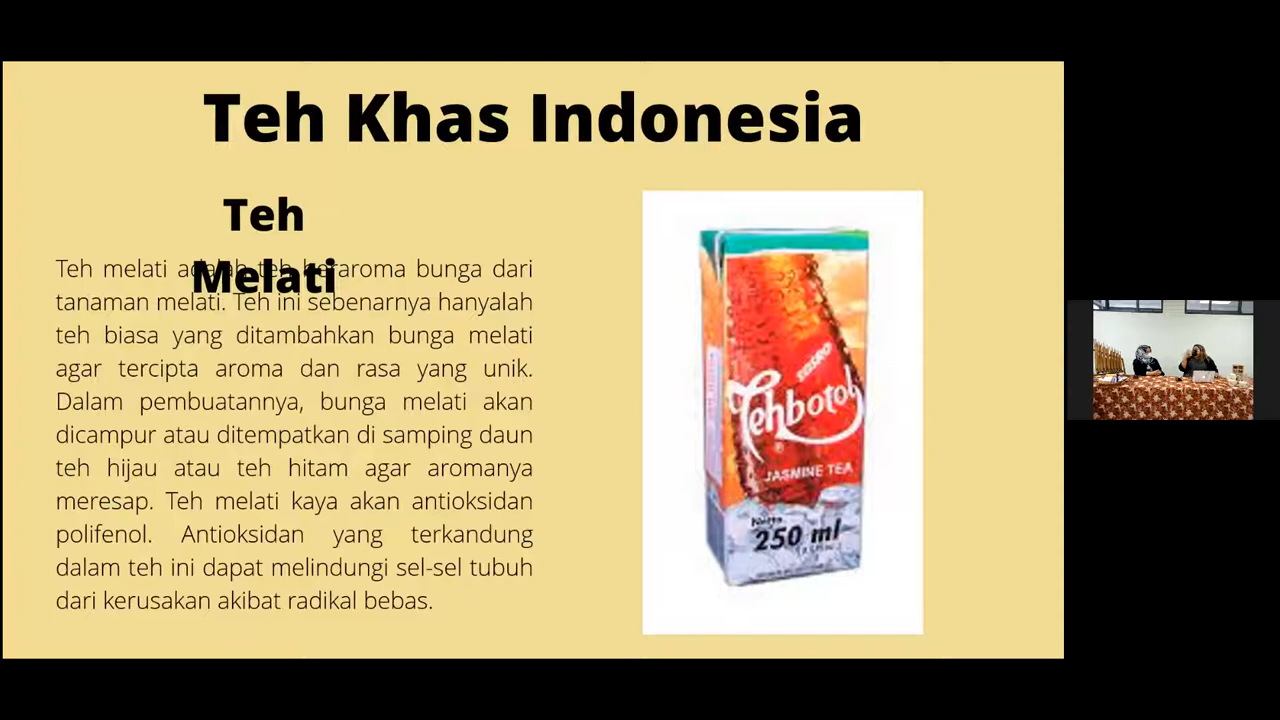 Teh Khas Indonesia
Teh
Melati
Teh melati adalah teh beraroma bunga dari
tanaman melati. Teh ini sebenarnya hanyalah
teh biasa yang ditambahkan bunga melati
agar tercipta aroma dan rasa yang unik.
Dalam pembuatannya, bunga melati akan
dicampur atau ditempatkan di samping daun
teh hijau atau teh hitam agar aromanya
meresap. Teh melati kaya akan antioksidan
polifenol. Antioksidan yang terkandung
dalam teh ini dapat melindungi sel-sel tubuh
dari kerusakan akibat radikal bebas.
SOSRO
Tehbotol
®
JASMINE TEA
Netto
250 ml